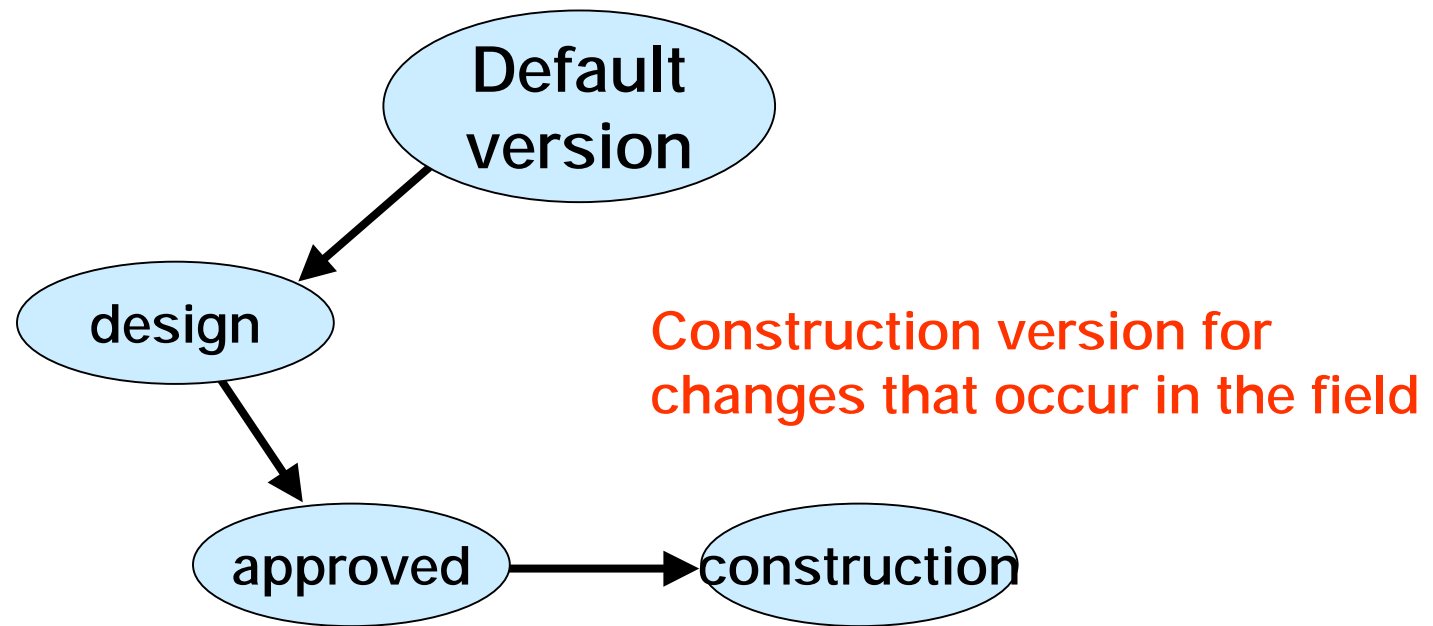 Default
version
design
Construction version for
changes that occur in the field
approved
construction